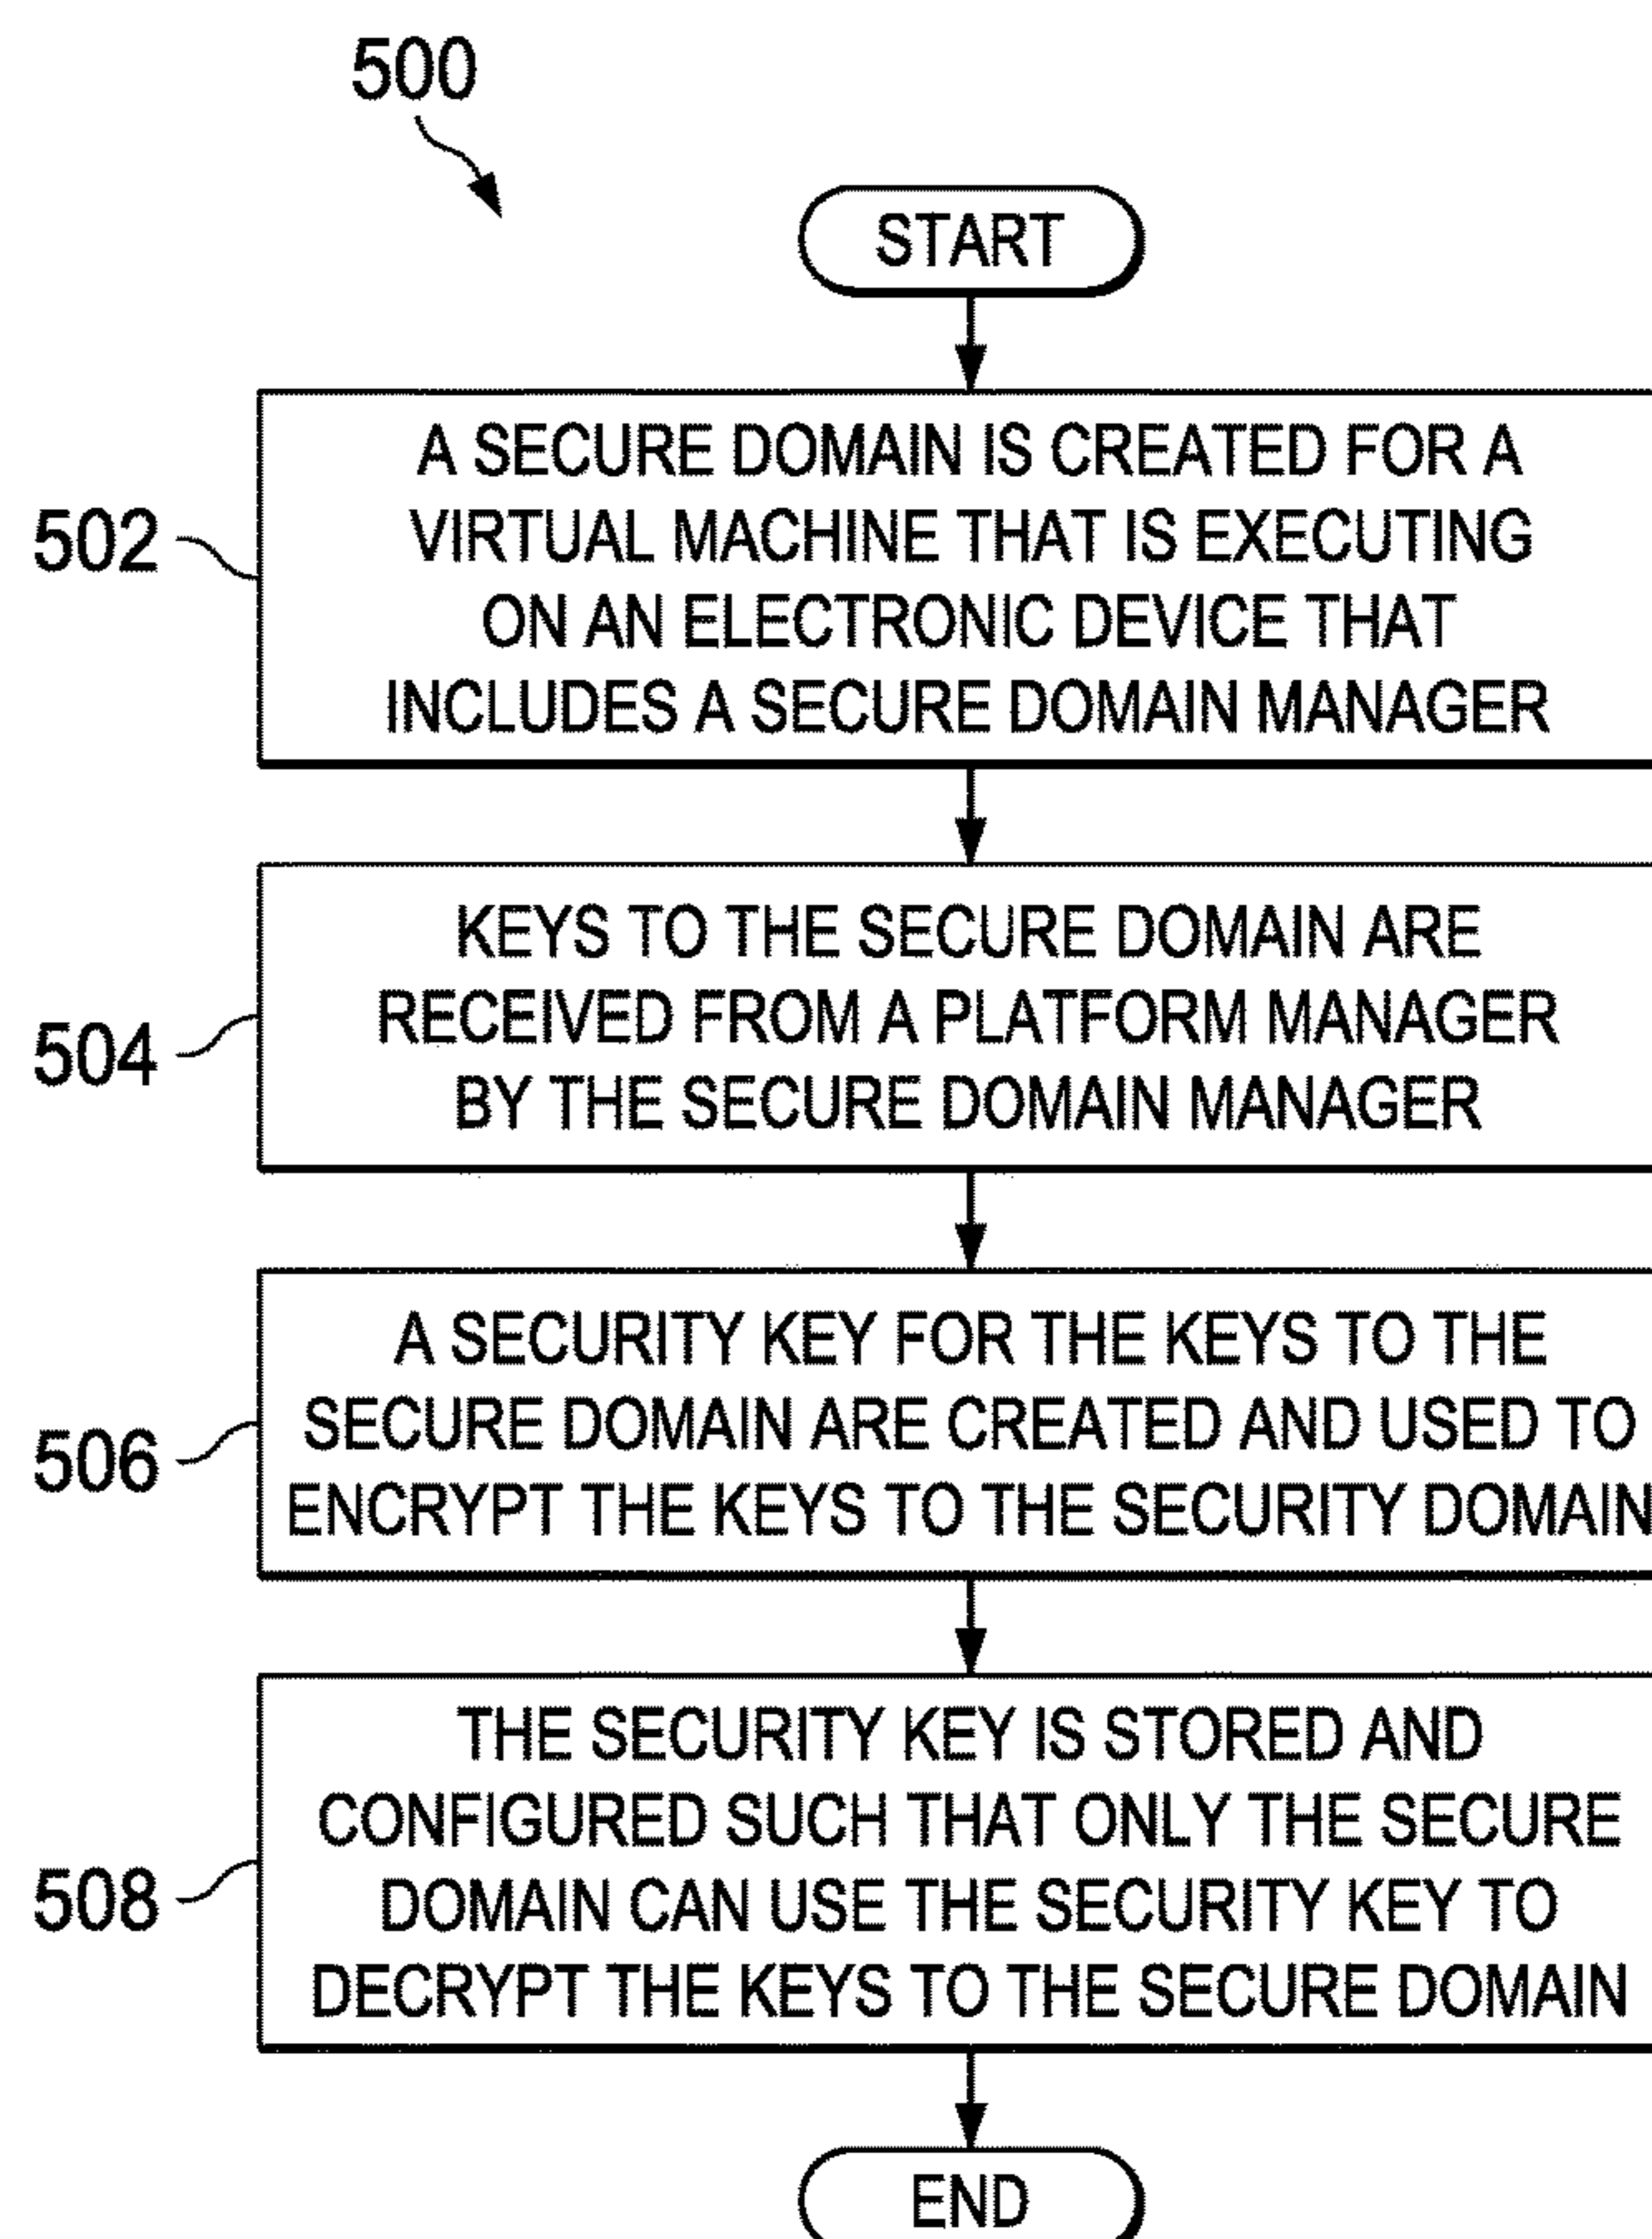 500
START
502
A SECURE DOMAIN IS CREATED FOR A
VIRTUAL MACHINE THAT IS EXECUTING
ON AN ELECTRONIC DEVICE THAT
INCLUDES A SECURE DOMAIN MANAGER
504
KEYS TO THE SECURE DOMAIN ARE
RECEIVED FROM A PLATFORM MANAGER
BY THE SECURE DOMAIN MANAGER
506
A SECURITY KEY FOR THE KEYS TO THE
SECURE DOMAIN ARE CREATED AND USED TO
ENCRYPT THE KEYS TO THE SECURITY DOMAIN
508
THE SECURITY KEY IS STORED AND
CONFIGURED SUCH THAT ONLY THE SECURE
DOMAIN CAN USE THE SECURITY KEY TO
DECRYPT THE KEYS TO THE SECURE DOMAIN
END